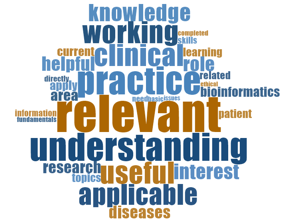 knowledge
working completed
skills
clinical
current learning
helpful role
directly practice related
apply ethical
area needbasic issues bioinformatics
relevant
information patient
fundamentals
understanding
research useful interest
topics
applicable
diseases